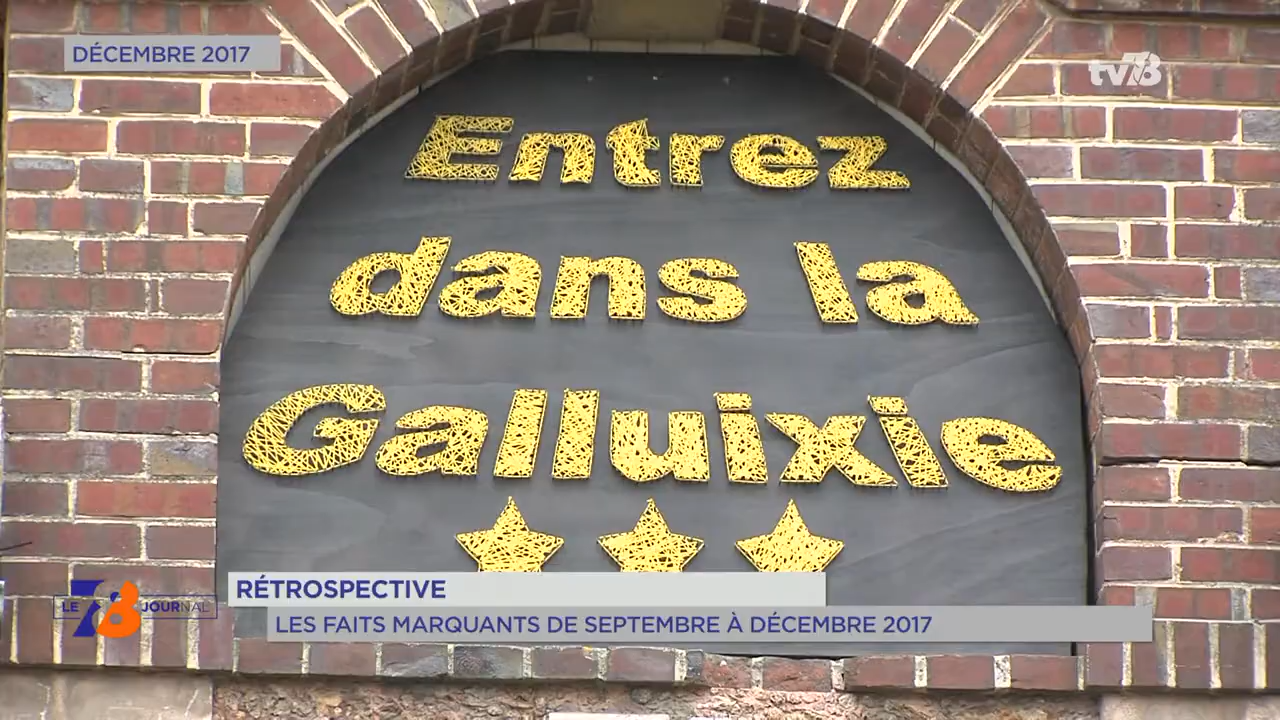 DÉCEMBRE 2017
tv78
Entrez
dans la
Galluixie
RÉTROSPECTIVE
LE 78 JOURNAL
LES FAITS MARQUANTS DE SEPTEMBRE À DÉCEMBRE 2017